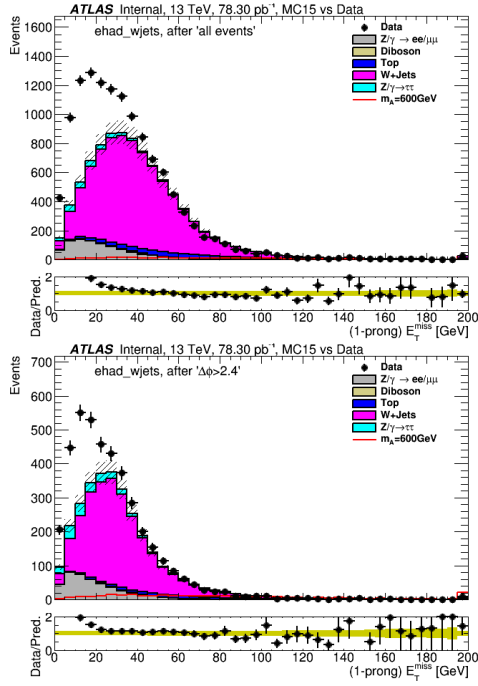 ATLAS Internal, 13 TeV, 78.30 pb⁻¹, MC15 vs Data
Events
ehad_wjets, after 'all events'
Data
Z/γ → ee/μμ
Diboson
Top
W+Jets
Z/γ→ττ
m_A=600GeV
1600
1400
1200
1000
800
600
400
200
0
Data/Pred.
2
1
0
0 20 40 60 80 100 120 140 160 180 200
(1-prong) E_T^miss [GeV]
ATLAS Internal, 13 TeV, 78.30 pb⁻¹, MC15 vs Data
Events
ehad_wjets, after 'Δϕ>2.4'
Data
Z/γ → ee/μμ
Diboson
Top
W+Jets
Z/γ→ττ
m_A=600GeV
700
600
500
400
300
200
100
0
Data/Pred.
2
1
0
0 20 40 60 80 100 120 140 160 180 200
(1-prong) E_T^miss [GeV]